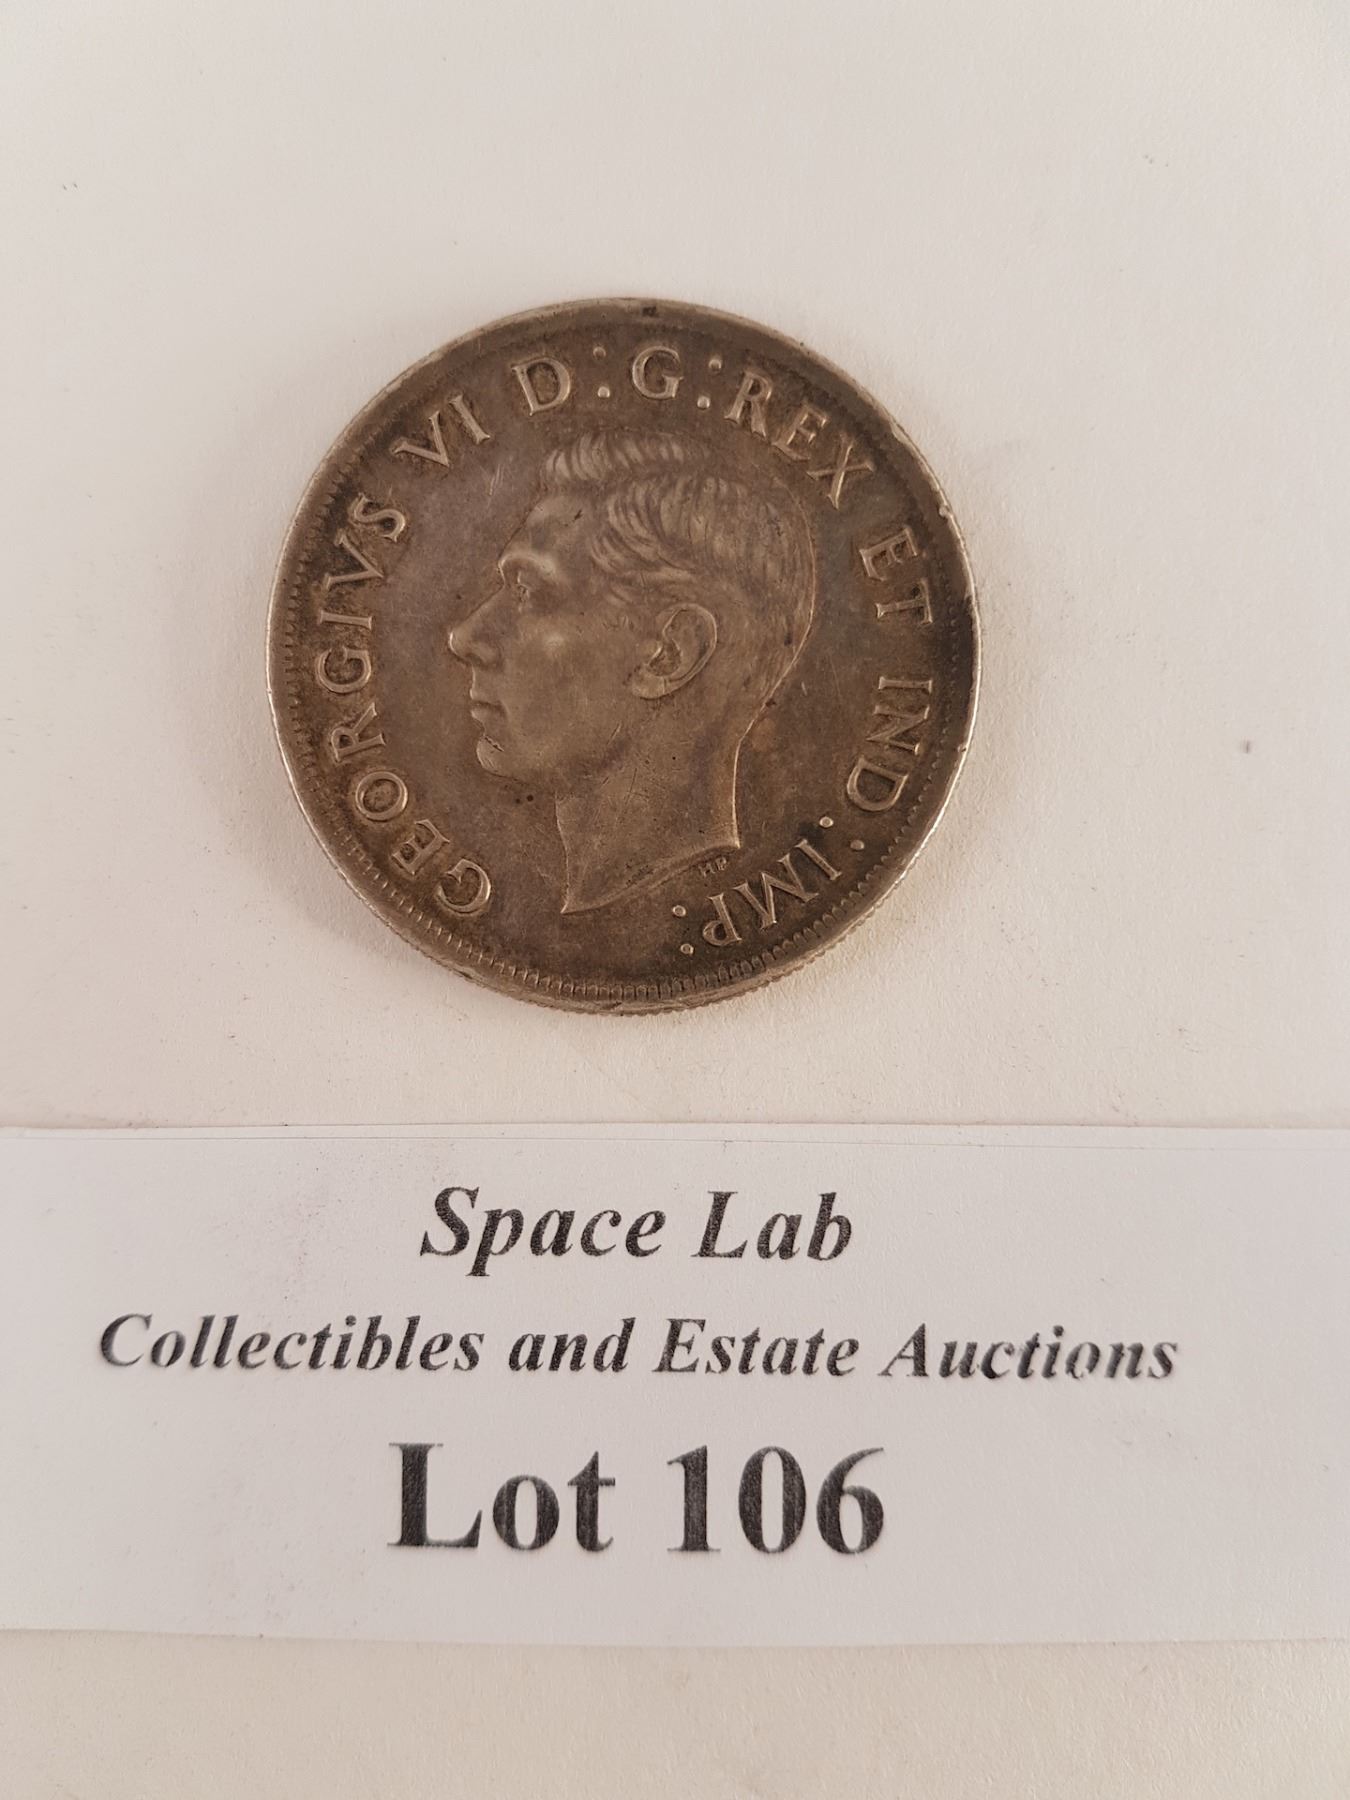 GEORGIVS VI D:G:REX ET IND:IMP:
HP
Space Lab
Collectibles and Estate Auctions
Lot 106